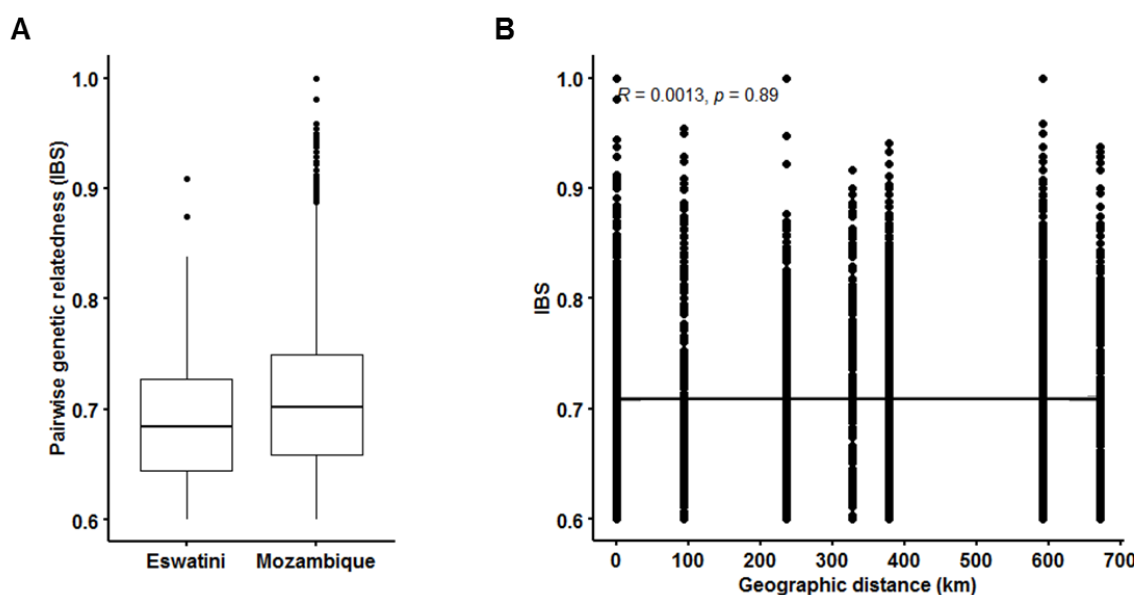 A
Pairwise genetic relatedness (IBS)
1.0
0.9
0.8
0.7
0.6
Eswatini Mozambique
B
R = 0.0013, p = 0.89
IBS
1.0
0.9
0.8
0.7
0.6
0 100 200 300 400 500 600 700
Geographic distance (km)